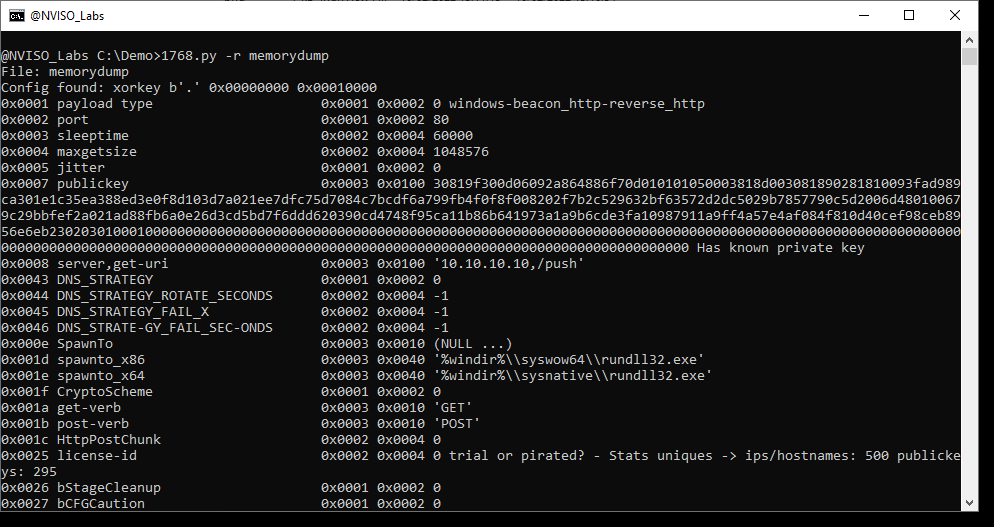 @NVISO_Labs
@NVISO_Labs C:\Demo>1768.py -r memorydump
File: memorydump
Config found: xorkey b'.' 0x00000000 0x00010000
0x0001 payload type 0x0001 0x0002 0 windows-beacon_http-reverse_http
0x0002 port 0x0001 0x0002 80
0x0003 sleeptime 0x0002 0x0004 60000
0x0004 maxgetsize 0x0002 0x0004 1048576
0x0005 jitter 0x0001 0x0002 0
0x0007 publickey 0x0003 0x0100 30819f300d06092a864886f70d010101050003818d003081890281810093fad989
ca301e1c35ea388ed3e0f8d103d7a021ee7dfc75d7084c7bcdf6a799fb4f0f8f008202f7b2c529632bf63572d2dc5029b7857790c5d2006d48010067
9c29bbfef2a021ad88fb6a0e26d3cd5bd7f6ddd620390cd4748f95ca11b86b641973a1a9b6cde3fa10987911a9ff4a57e4af084f810d40cef98ceb89
56e6eb2302030100010000000000000000000000000000000000000000000000000000000000000000000000000000000000000000000000000000
00000000000000000000000000000000000000000000000000000000000000000000000000000000000000 Has known private key
0x0008 server,get-uri 0x0003 0x0100 '10.10.10.10,/push'
0x0043 DNS_STRATEGY 0x0001 0x0002 0
0x0044 DNS_STRATEGY_ROTATE_SECONDS 0x0002 0x0004 -1
0x0045 DNS_STRATEGY_FAIL_X 0x0002 0x0004 -1
0x0046 DNS_STRATE-GY_FAIL_SEC-ONDS 0x0002 0x0004 -1
0x000e SpawnTo 0x0003 0x0010 (NULL ...)
0x001d spawnto_x86 0x0003 0x0040 '%windir%\\syswow64\\rundll32.exe'
0x001e spawnto_x64 0x0003 0x0040 '%windir%\\sysnative\\rundll32.exe'
0x001f CryptoScheme 0x0001 0x0002 0
0x001a get-verb 0x0003 0x0010 'GET'
0x001b post-verb 0x0003 0x0010 'POST'
0x001c HttpPostChunk 0x0002 0x0004 0
0x0025 license-id 0x0002 0x0004 0 trial or pirated? - Stats uniques -> ips/hostnames: 500 publicke
ys: 295
0x0026 bStageCleanup 0x0001 0x0002 0
0x0027 bCFGCaution 0x0001 0x0002 0